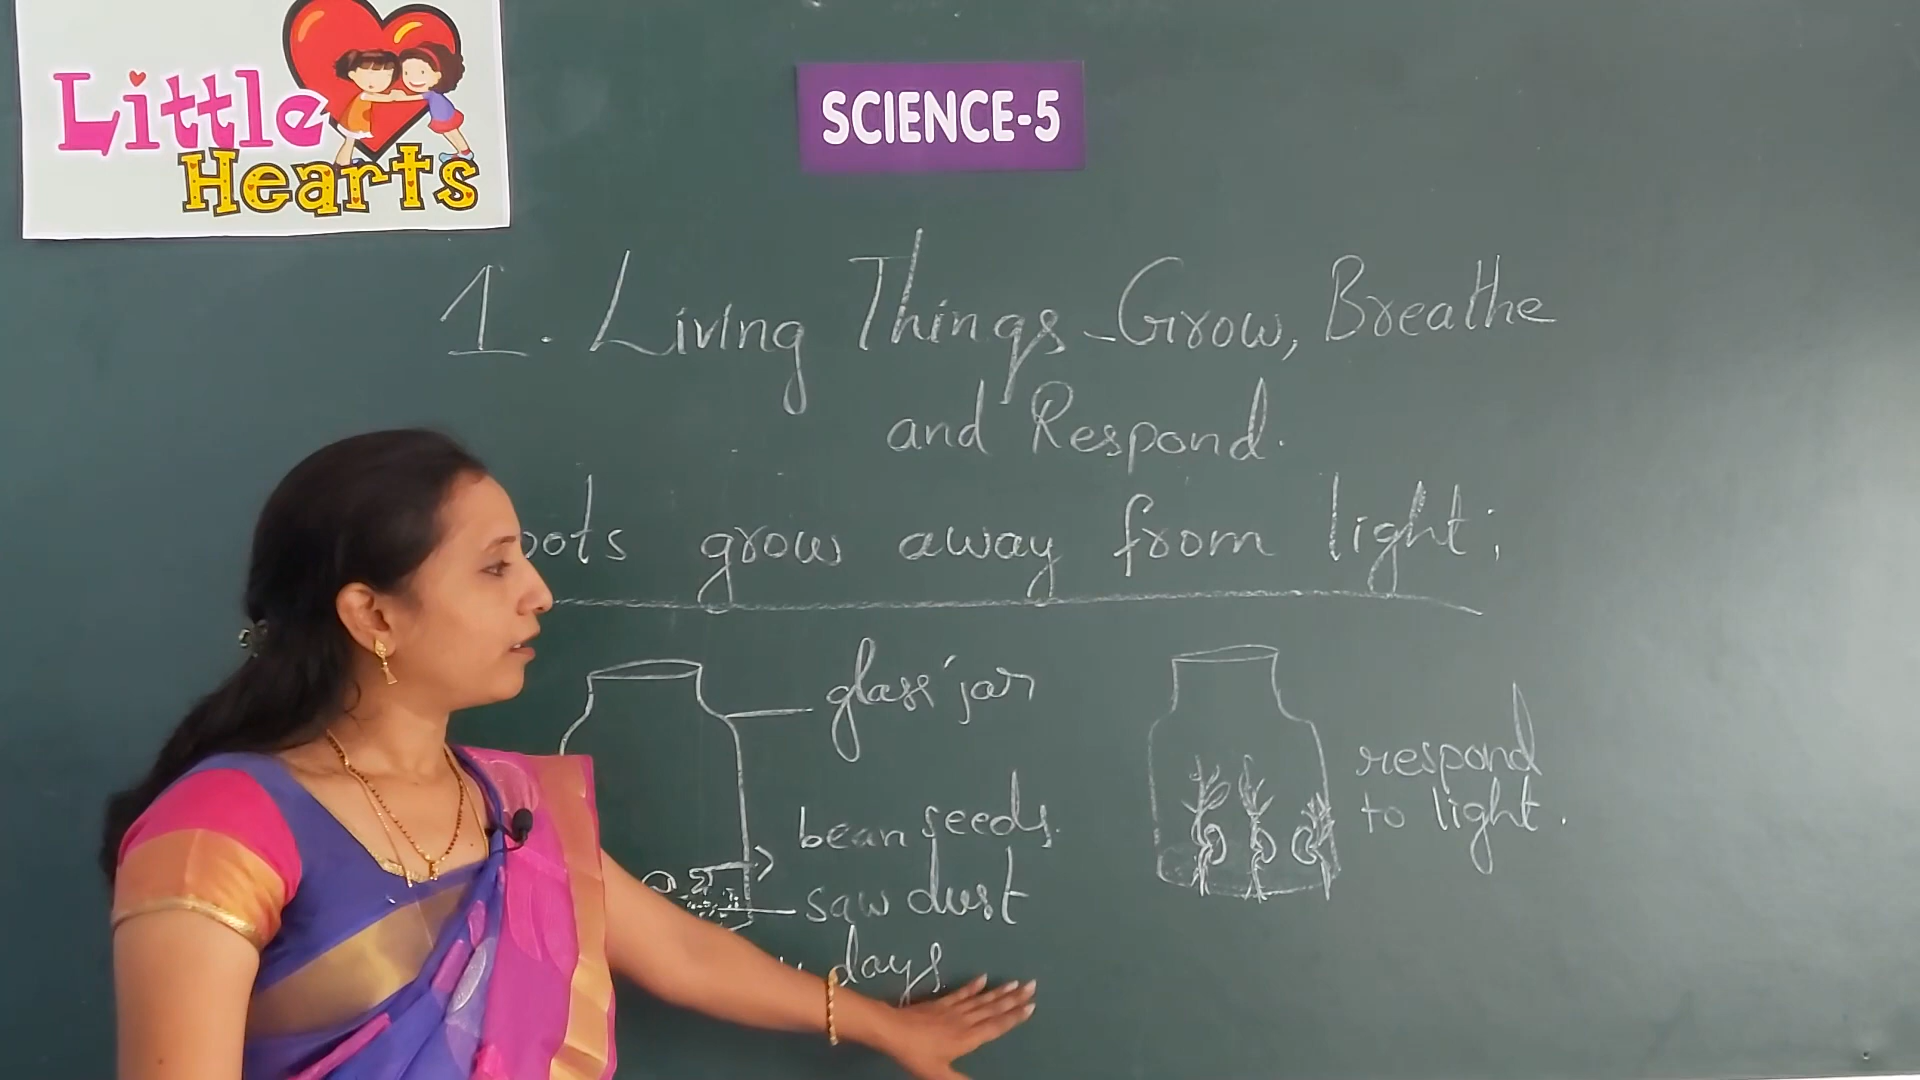 Little
Hearts
SCIENCE-5
1. Living Things - Grow, Breathe
and Respond.
oots grow away from light;
glass jar
bean seeds.
saw dust
days.
respond
to light.